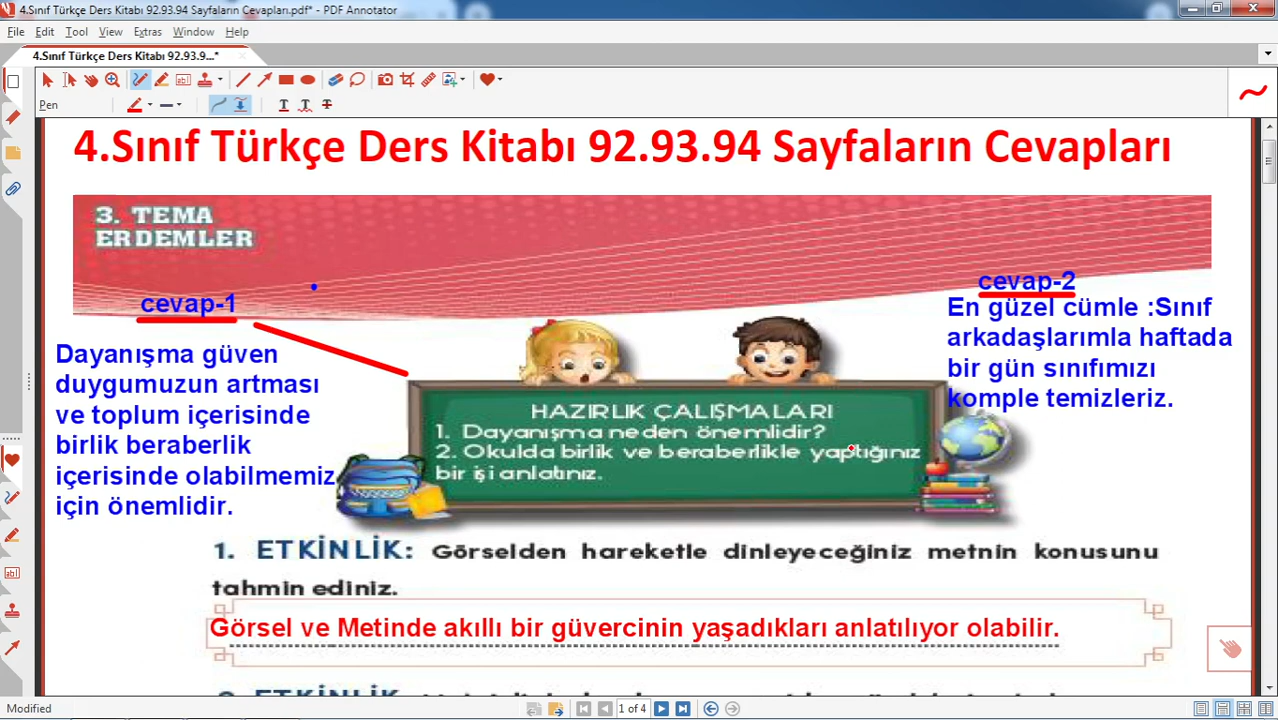 4.Sınıf Türkçe Ders Kitabı 92.93.94 Sayfaların Cevapları.pdf* - PDF Annotator
File Edit Tool View Extras Window Help
4.Sınıf Türkçe Ders Kitabı 92.93.9...*
Pen
4.Sınıf Türkçe Ders Kitabı 92.93.94 Sayfaların Cevapları
3. TEMA
ERDEMLER
cevap-1
Dayanışma güven
duygumuzun artması
ve toplum içerisinde
birlik beraberlik
içerisinde olabilmemiz
için önemlidir.
cevap-2
En güzel cümle :Sınıf
arkadaşlarımla haftada
bir gün sınıfımızı
komple temizleriz.
HAZIRLIK ÇALIŞMALARI
1. Dayanışma neden önemlidir?
2. Okulda birlik ve beraberlikle yaptığınız
bir işi anlatınız.
1. ETKİNLİK: Görselden hareketle dinleyeceğiniz metnin konusunu
tahmin ediniz.
Görsel ve Metinde akıllı bir güvercinin yaşadıkları anlatılıyor olabilir.
Modified
1 of 4